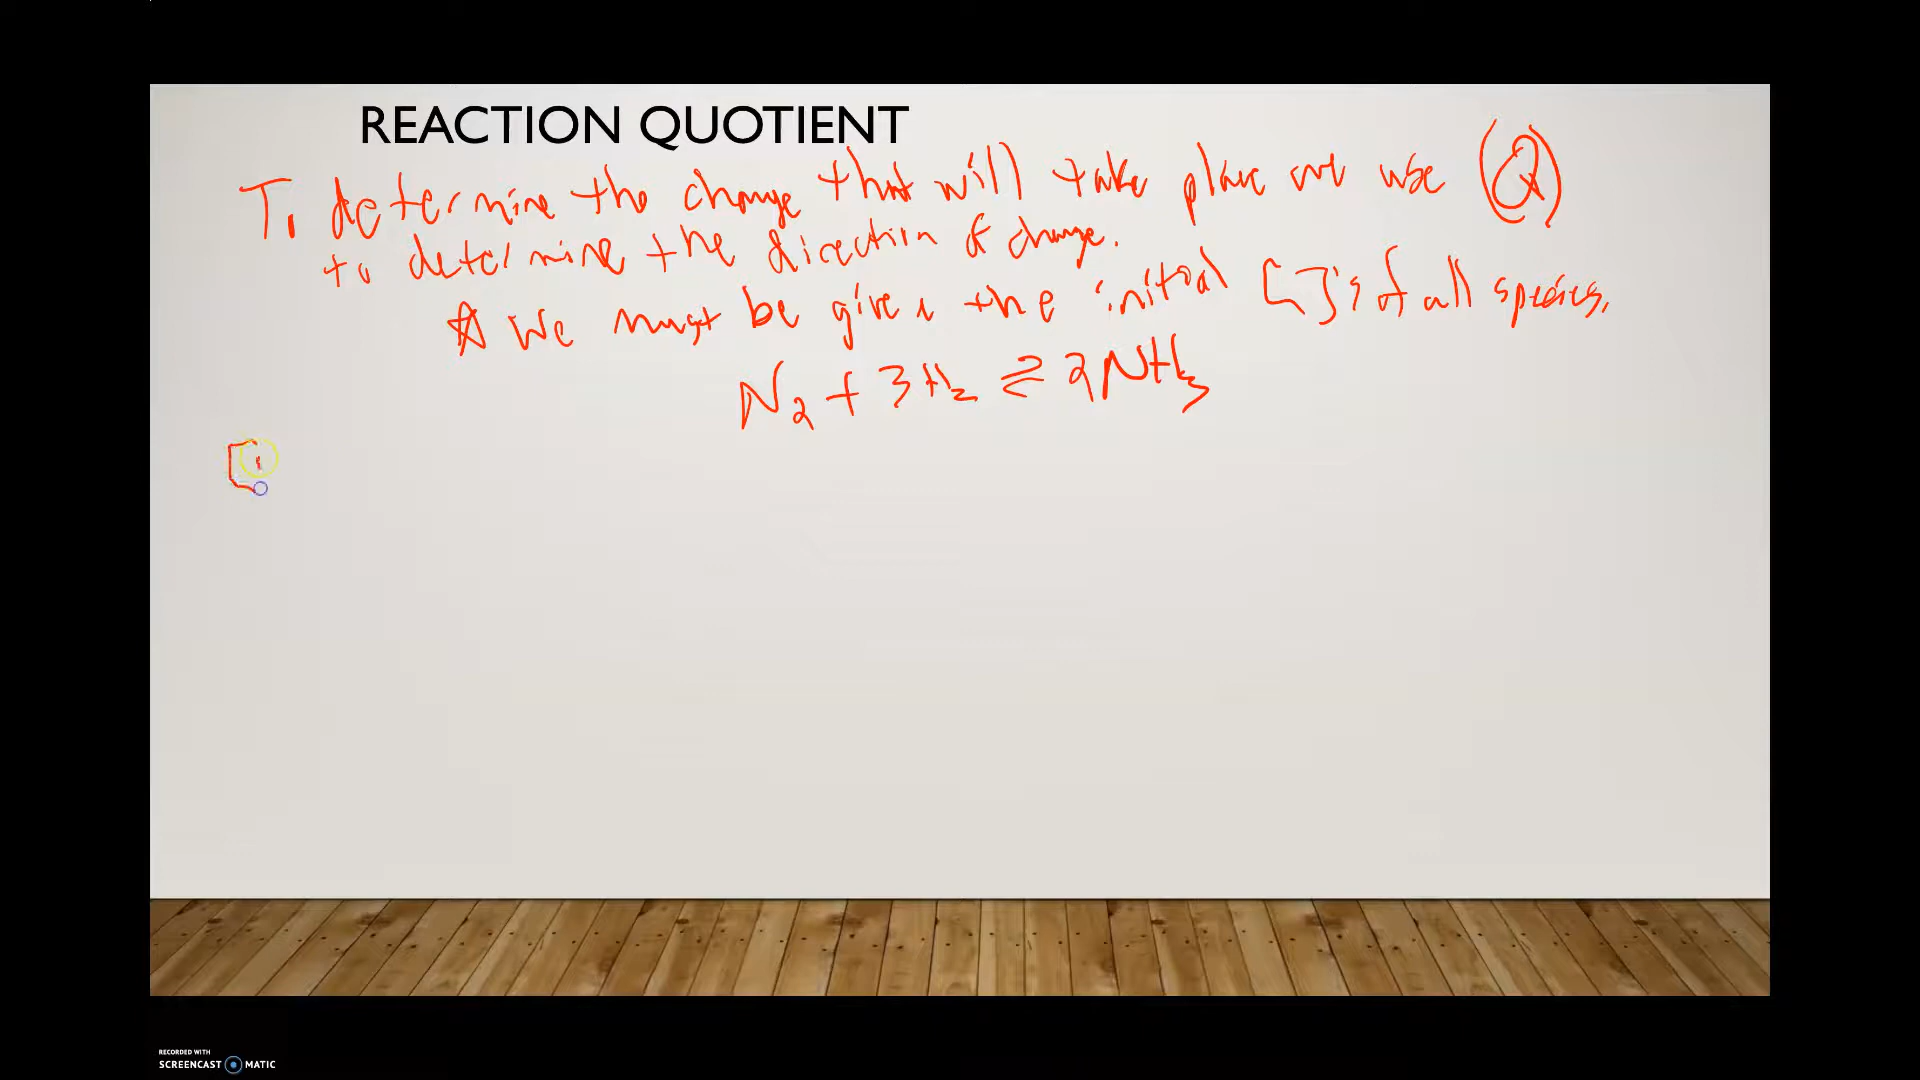 REACTION QUOTIENT
To determine the change that will take place we use (Q)
to determine the direction of change.
☆ We must be given the initial [ ]'s of all species.
N₂ + 3H₂ ⇌ 2NH₃
[
RECORDED WITH
SCREENCAST MATIC